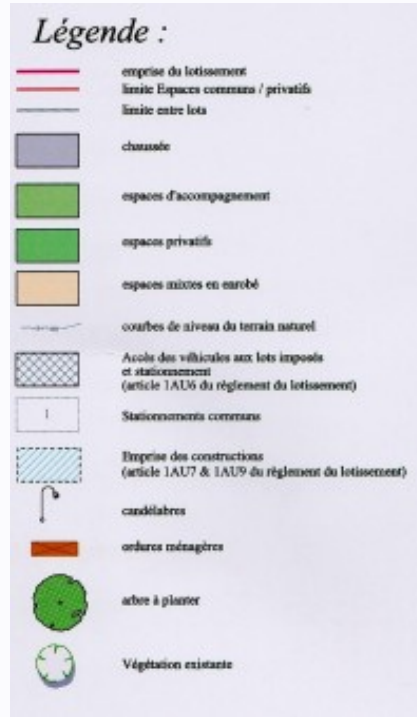 Légende :
emprise du lotissement
limite Espaces communs / privatifs
limite entre lots
chaussée
espaces d'accompagnement
espaces privatifs
espaces mixtes en enrobé
courbes de niveau du terrain naturel
Accès des véhicules aux lots imposés
et stationnement
(article 1AU6 du règlement du lotissement)
1
Stationnements communs
Emprise des constructions
(article 1AU7 & 1AU9 du règlement du lotissement)
candélabres
ordures ménagères
arbre à planter
Végétation existante